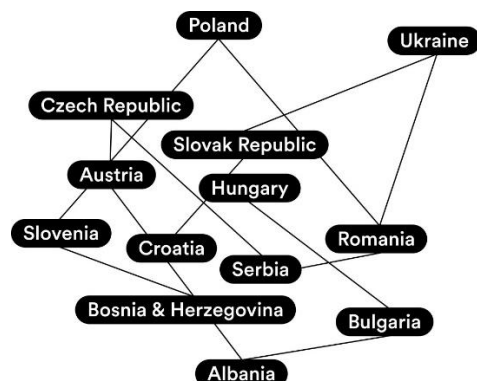 Poland
Ukraine
Czech Republic
Slovak Republic
Austria
Hungary
Slovenia
Croatia
Romania
Serbia
Bosnia & Herzegovina
Bulgaria
Albania